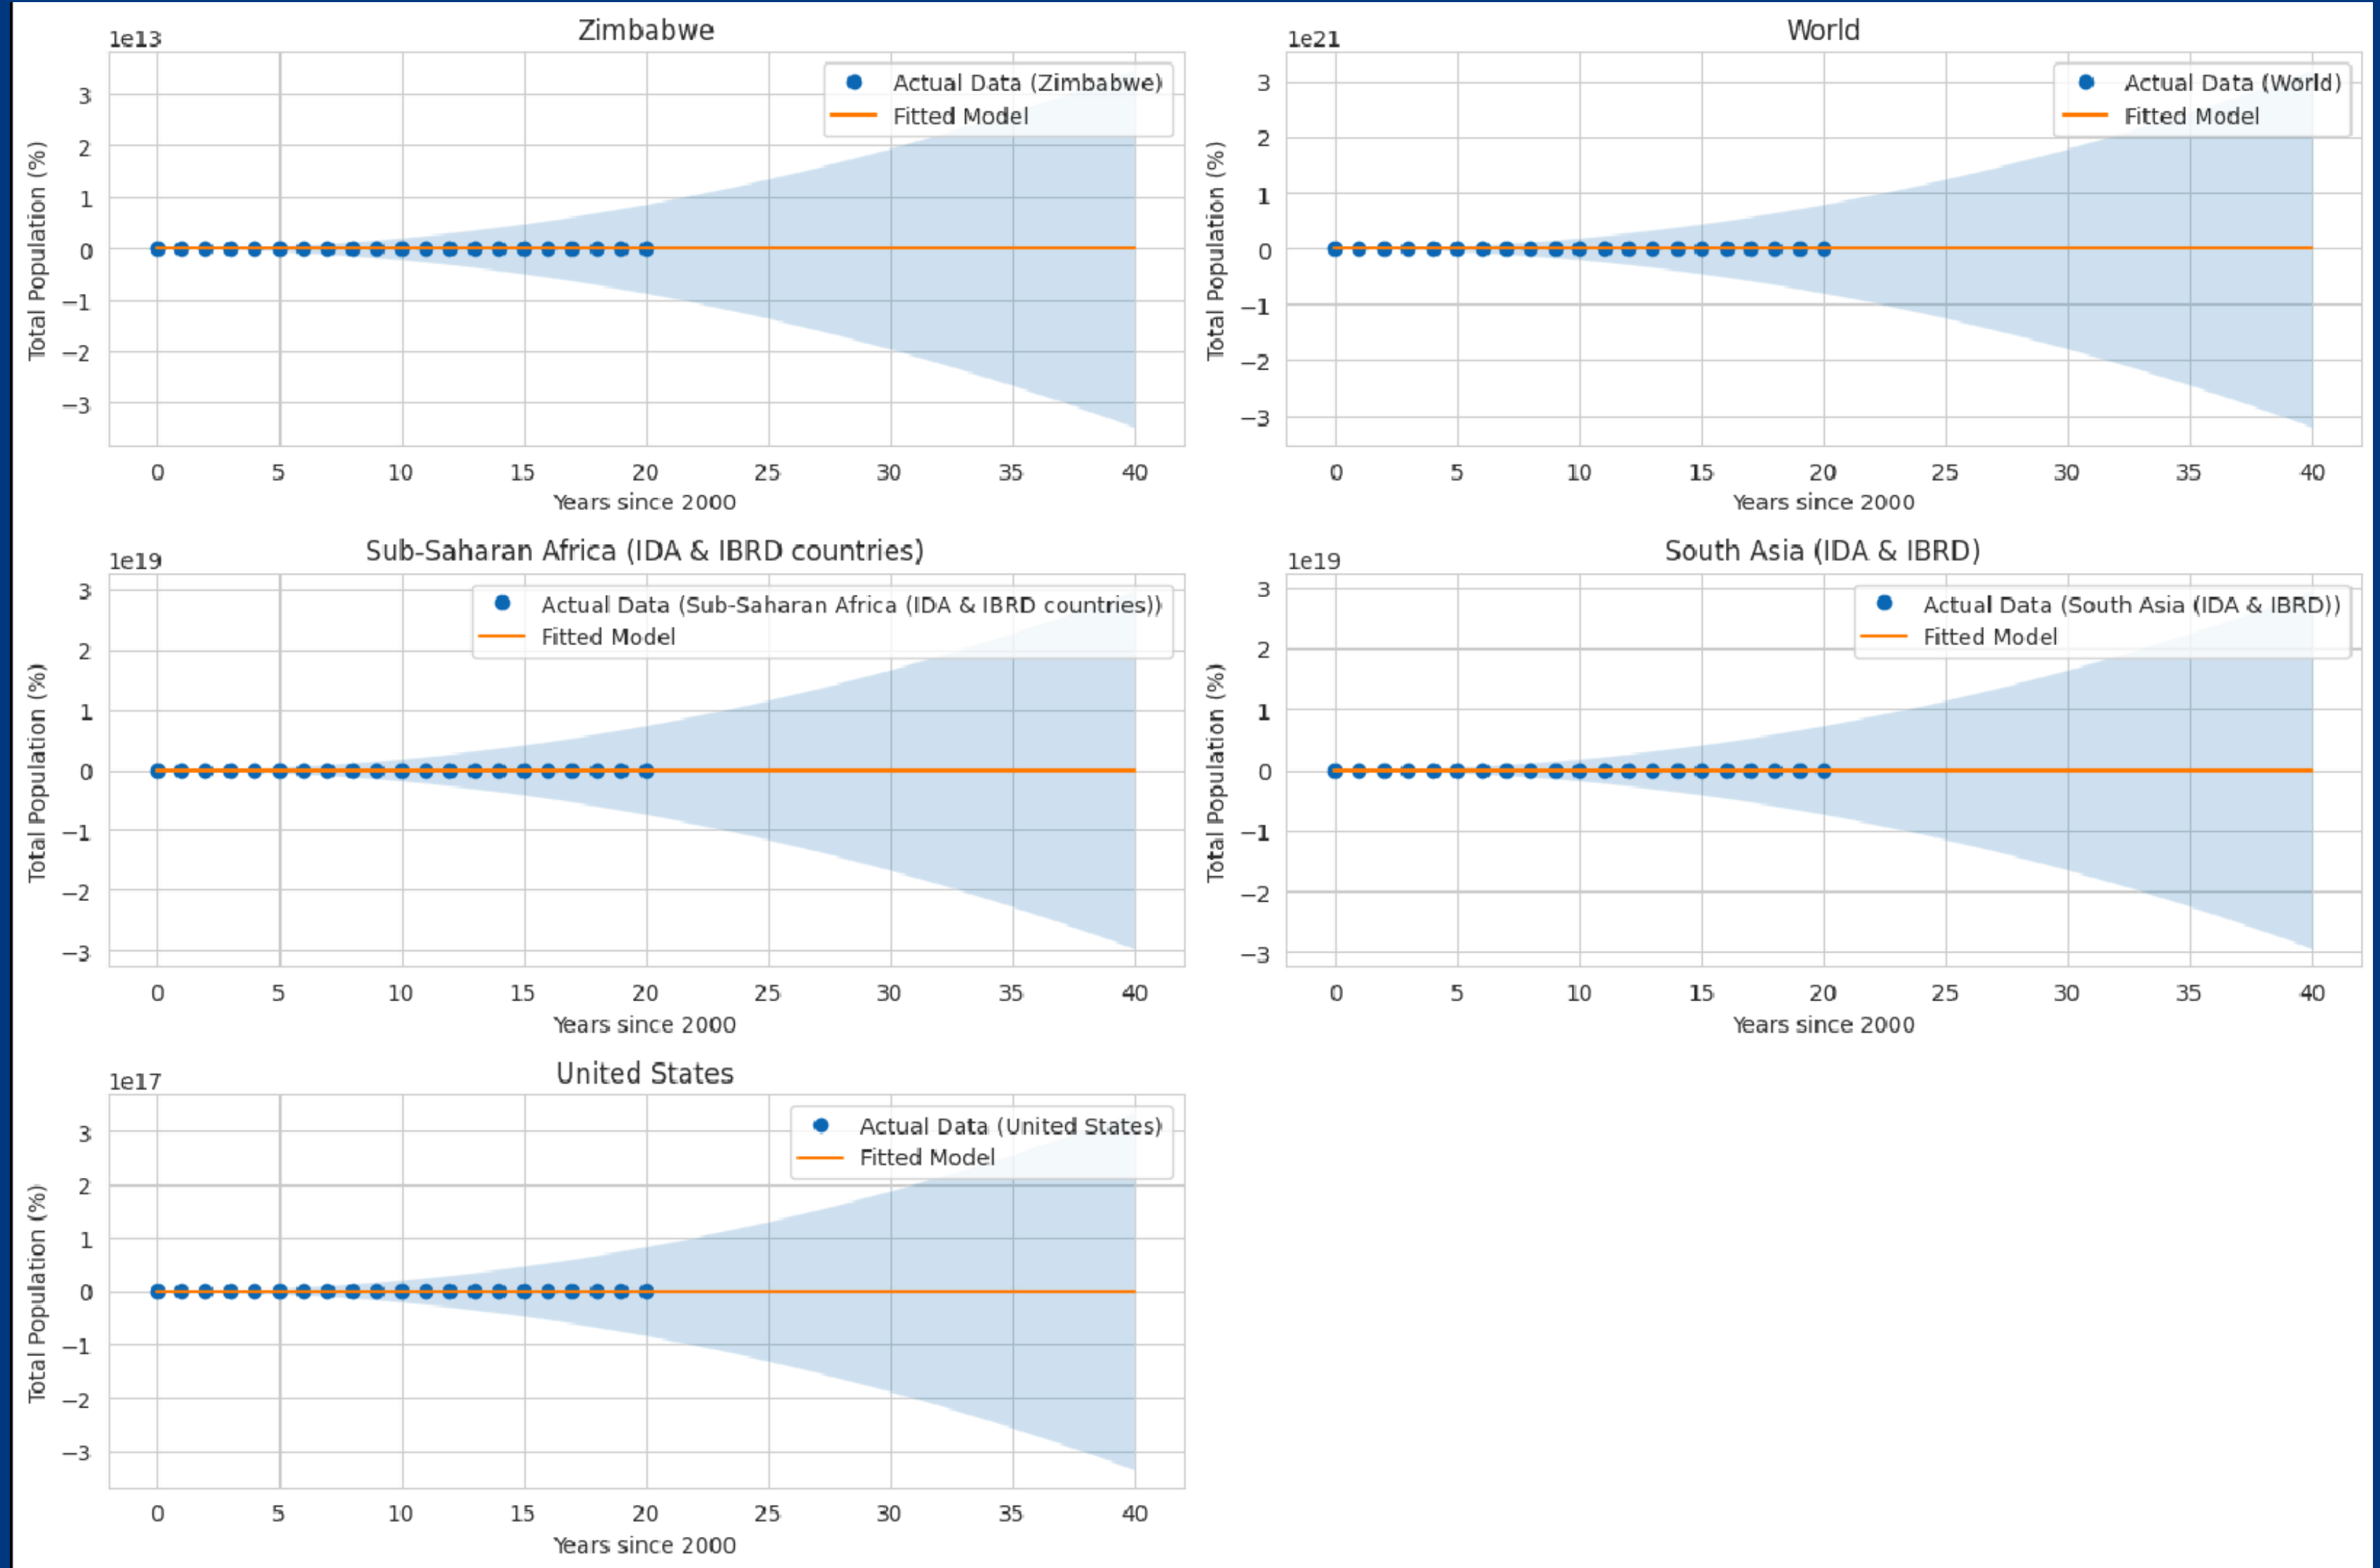 Zimbabwe
1e13
Actual Data (Zimbabwe)
Fitted Model
3
2
1
0
−1
−2
−3
Total Population (%)
0 5 10 15 20 25 30 35 40
Years since 2000
World
1e21
Actual Data (World)
Fitted Model
3
2
1
0
−1
−2
−3
Total Population (%)
0 5 10 15 20 25 30 35 40
Years since 2000
Sub-Saharan Africa (IDA & IBRD countries)
1e19
Actual Data (Sub-Saharan Africa (IDA & IBRD countries))
Fitted Model
3
2
1
0
−1
−2
−3
Total Population (%)
0 5 10 15 20 25 30 35 40
Years since 2000
South Asia (IDA & IBRD)
1e19
Actual Data (South Asia (IDA & IBRD))
Fitted Model
3
2
1
0
−1
−2
−3
Total Population (%)
0 5 10 15 20 25 30 35 40
Years since 2000
United States
1e17
Actual Data (United States)
Fitted Model
3
2
1
0
−1
−2
−3
Total Population (%)
0 5 10 15 20 25 30 35 40
Years since 2000